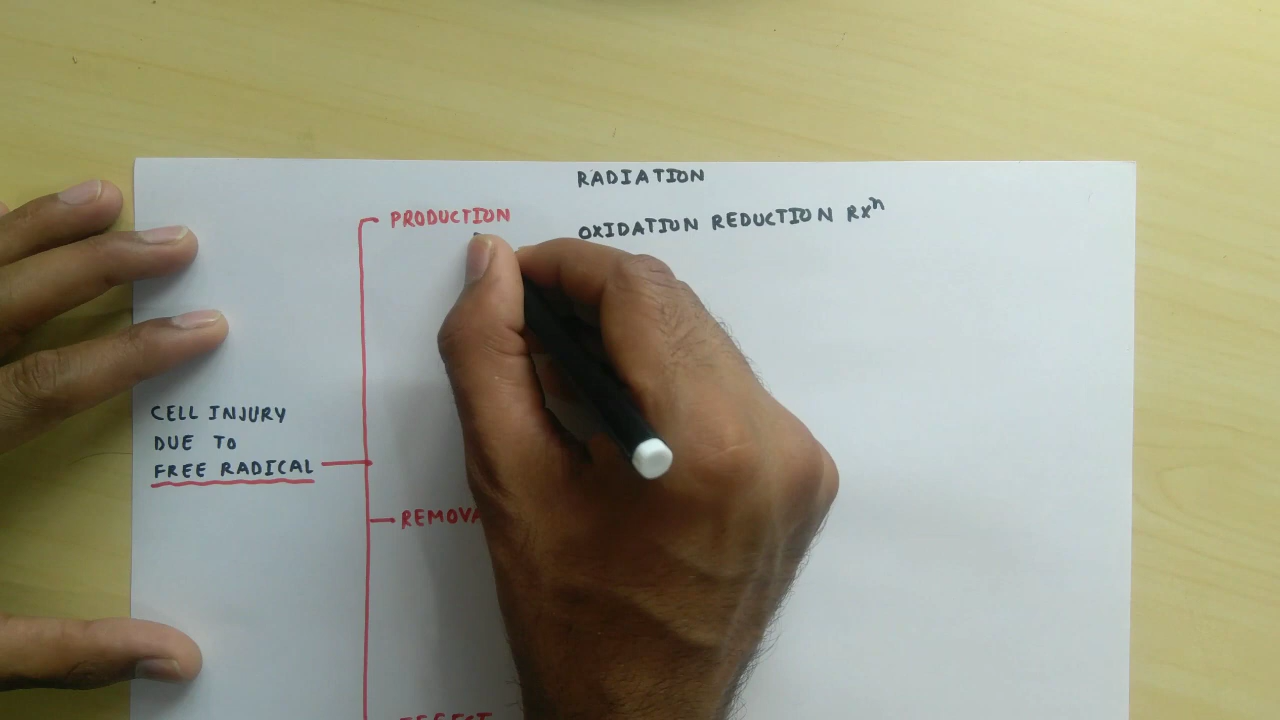 RADIATION
PRODUCTION
OXIDATION REDUCTION RXⁿ
CELL INJURY
DUE TO
FREE RADICAL